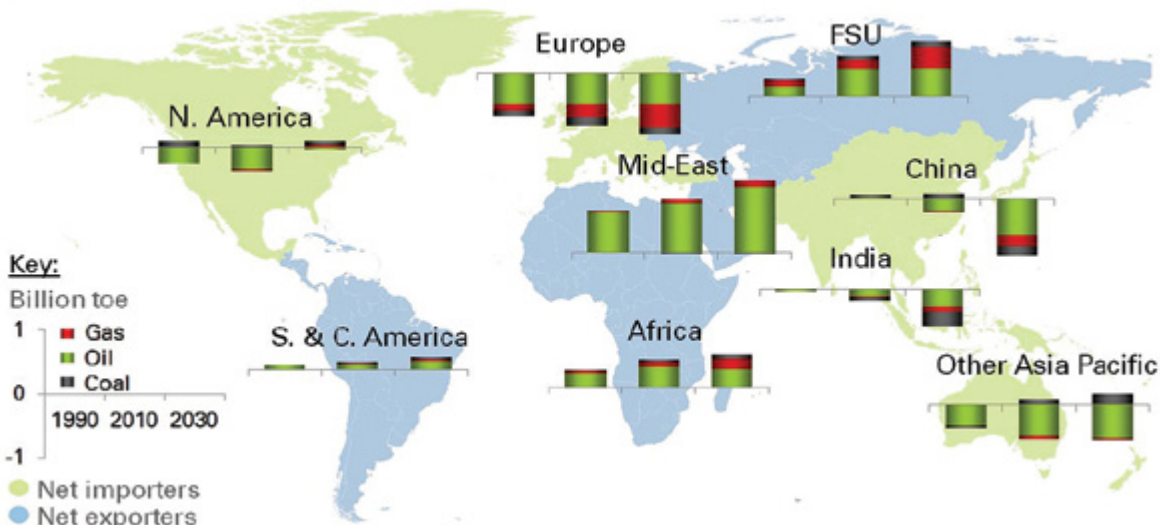 Europe
FSU
N. America
Mid-East
China
India
Key:
Billion toe
1
Gas
Oil
Coal
0
1990 2010 2030
-1
S. & C. America
Africa
Other Asia Pacific
Net importers
Net exporters